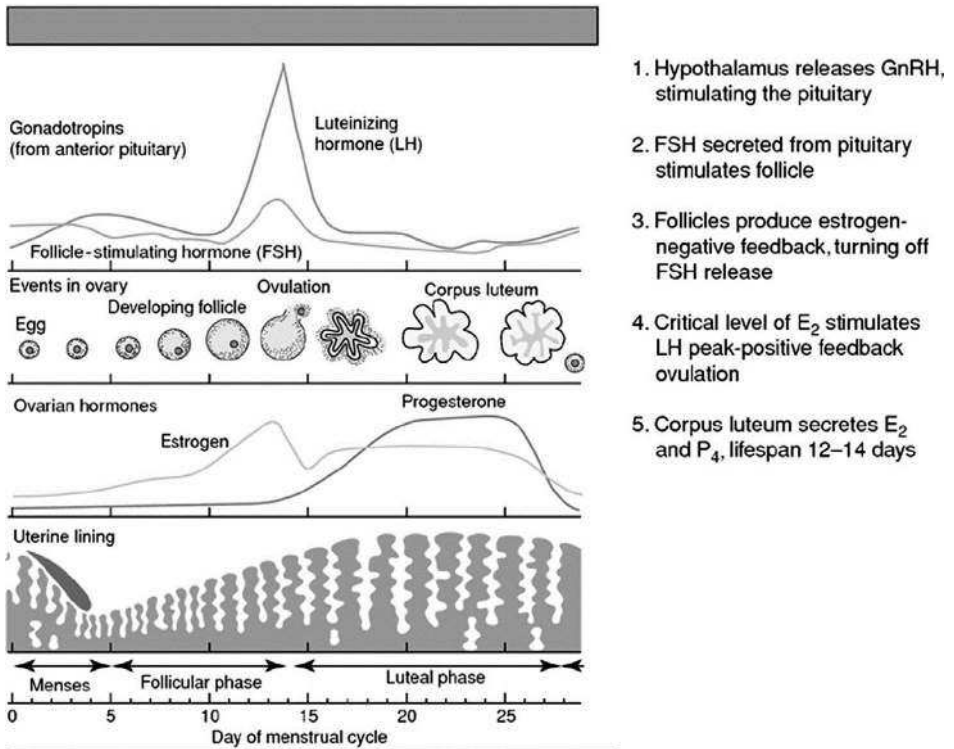 Gonadotropins
(from anterior pituitary)
Luteinizing
hormone (LH)
Follicle-stimulating hormone (FSH)
Events in ovary
Ovulation
Corpus luteum
Developing follicle
Egg
Ovarian hormones
Progesterone
Estrogen
Uterine lining
Menses
Follicular phase
Luteal phase
0 5 10 15 20 25
Day of menstrual cycle
1. Hypothalamus releases GnRH,
stimulating the pituitary
2. FSH secreted from pituitary
stimulates follicle
3. Follicles produce estrogen-
negative feedback, turning off
FSH release
4. Critical level of E₂ stimulates
LH peak-positive feedback
ovulation
5. Corpus luteum secretes E₂
and P₄, lifespan 12–14 days